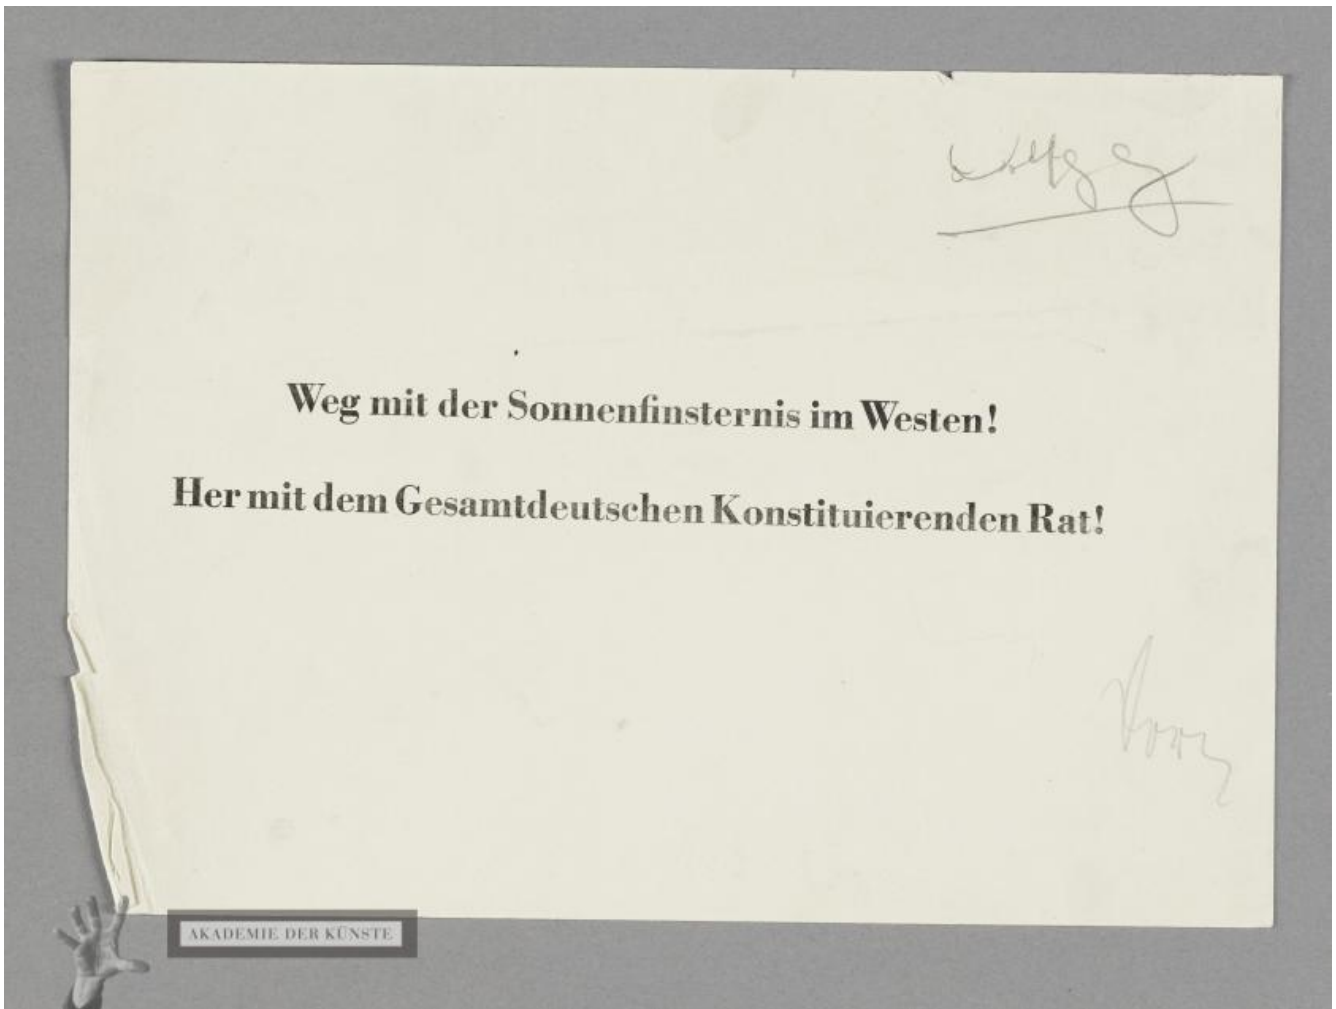 Weg mit der Sonnenfinsternis im Westen!
Her mit dem Gesamtdeutschen Konstituierenden Rat!
AKADEMIE DER KÜNSTE